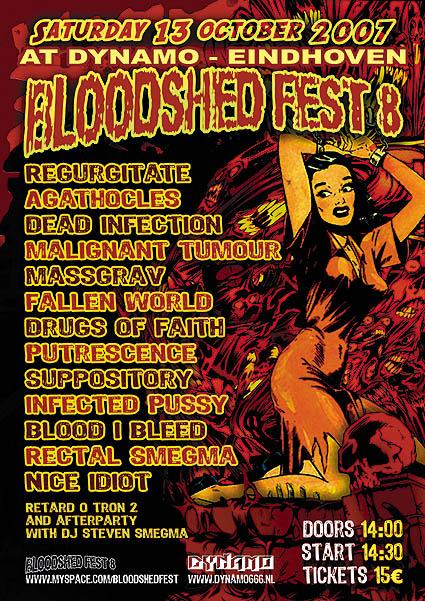 SATURDAY 13 OCTOBER 2007
AT DYNAMO - EINDHOVEN
BLOODSHED FEST 8
REGURGITATE
AGATHOCLES
DEAD INFECTION
MALIGNANT TUMOUR
MASSGRAV
FALLEN WORLD
DRUGS OF FAITH
PUTRESCENCE
SUPPOSITORY
INFECTED PUSSY
BLOOD I BLEED
RECTAL SMEGMA
NICE IDIOT
RETARD O TRON 2
AND AFTERPARTY
WITH DJ STEVEN SMEGMA
DOORS 14:00
START 14:30
TICKETS 15€
BLOODSHED FEST 8
WWW.MYSPACE.COM/BLOODSHEDFEST
DYNAMO
WWW.DYNAMO666.NL